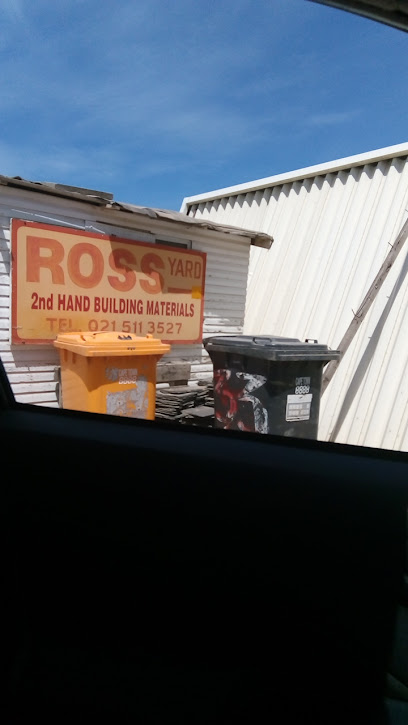 ROSS YARD
2nd HAND BUILDING MATERIALS
TEL. 021 511 3527